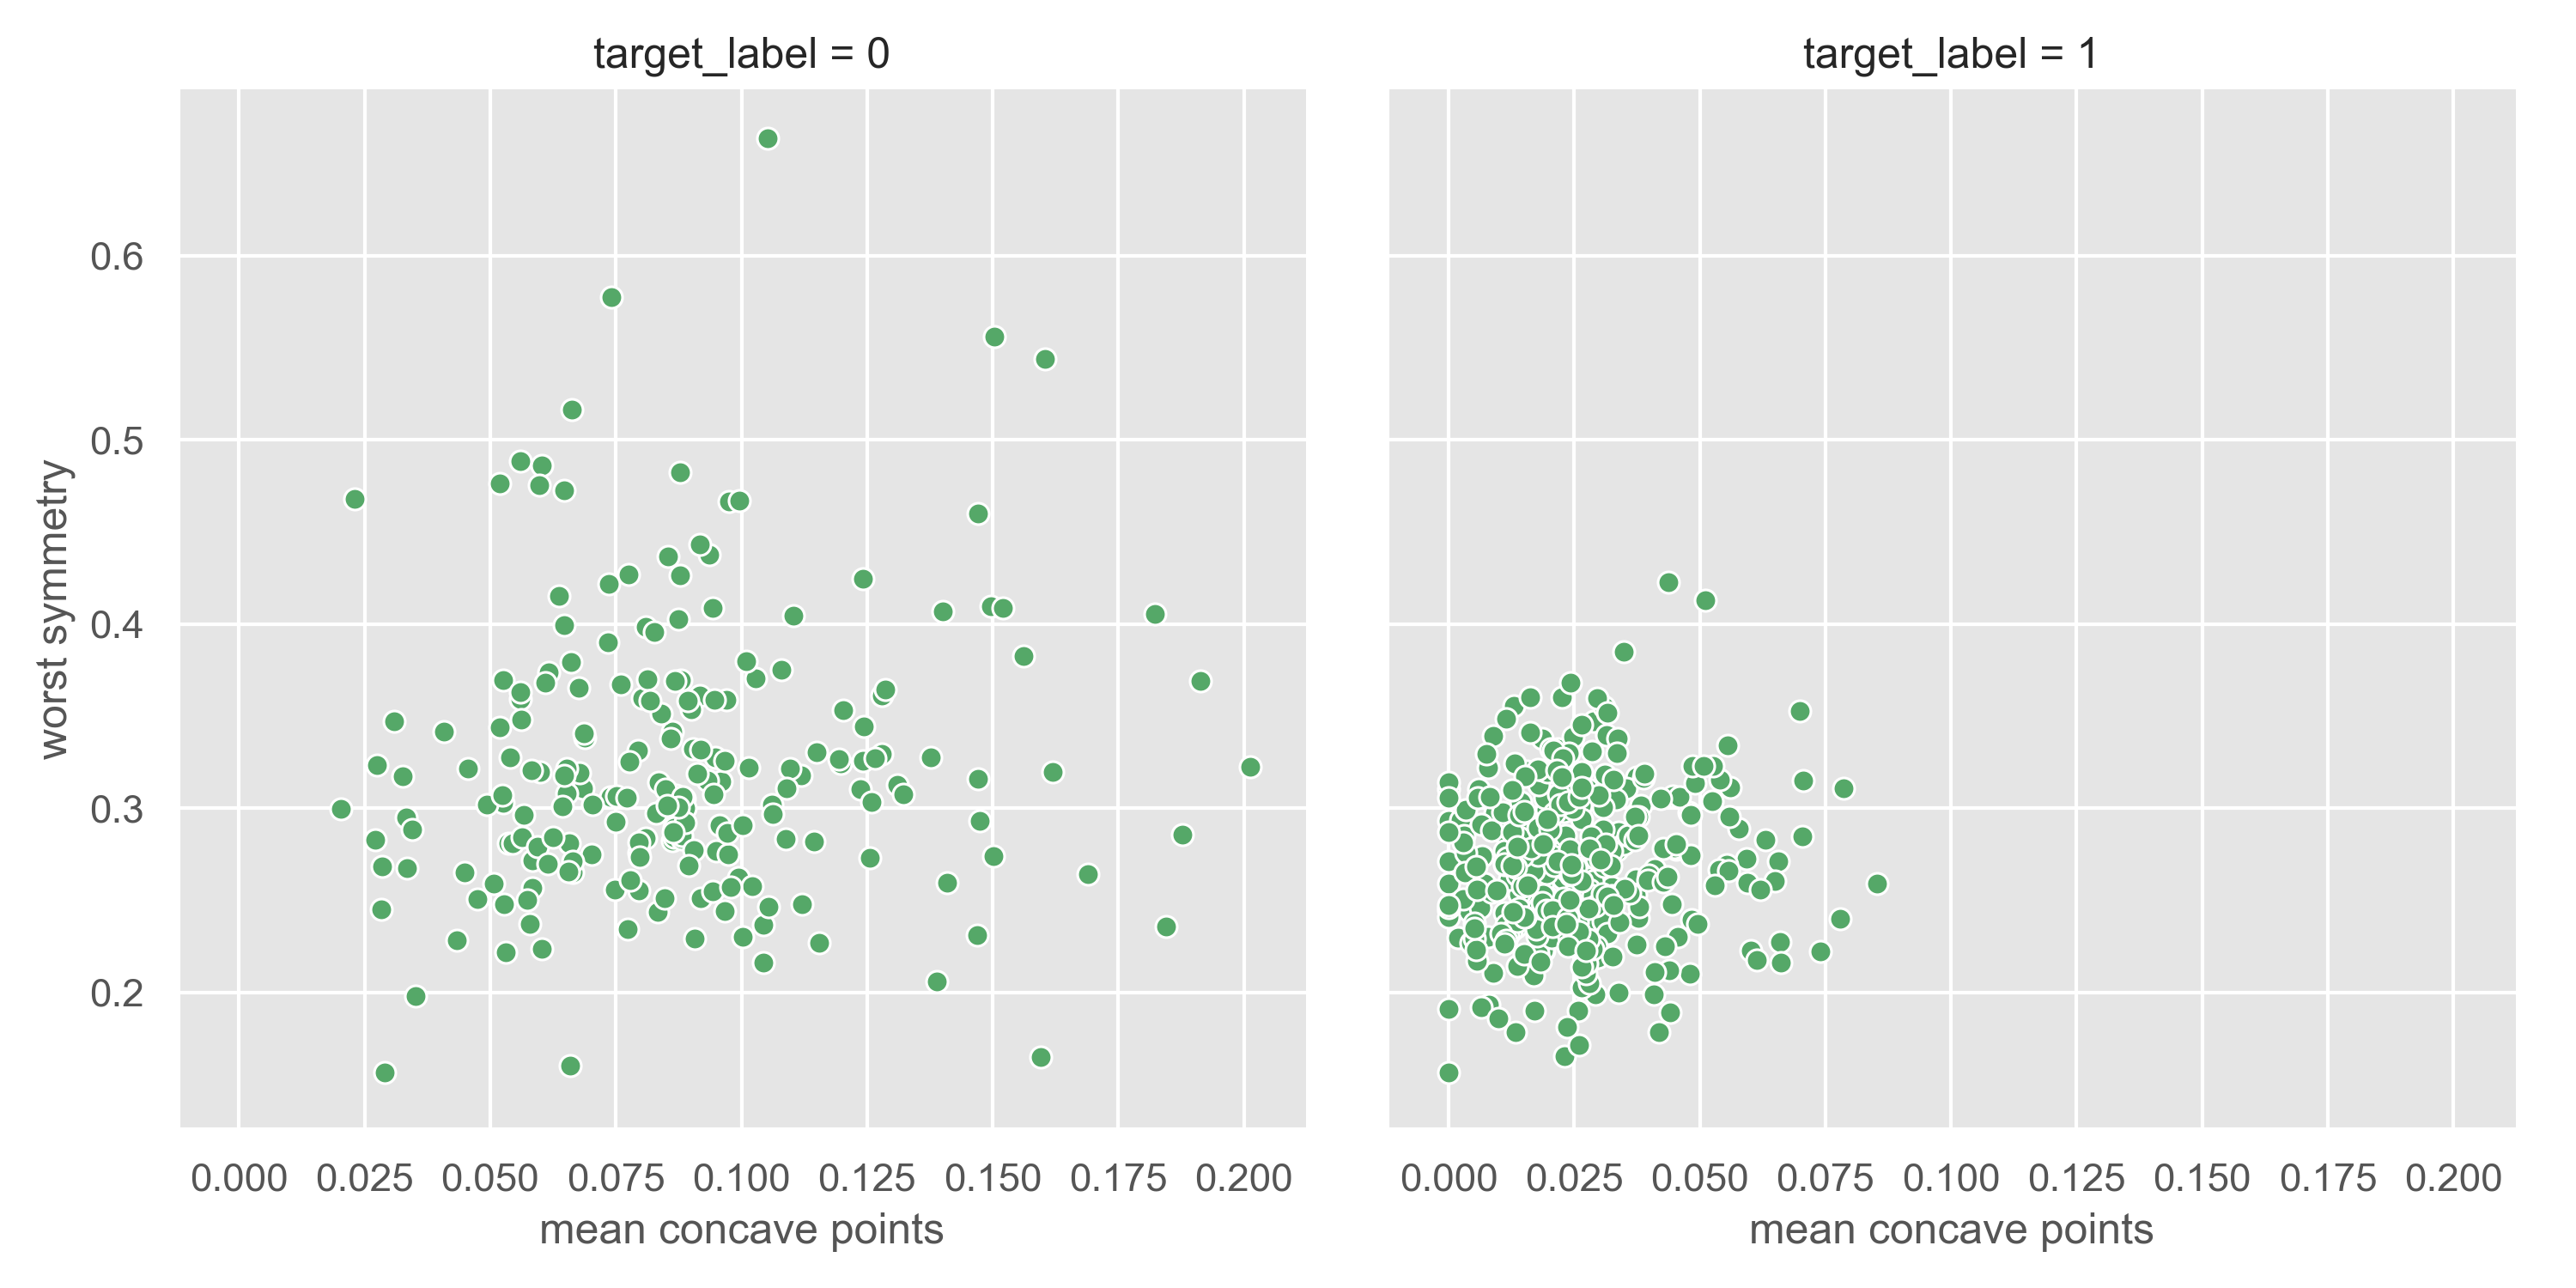 target_label = 0
target_label = 1
worst symmetry
0.6
0.5
0.4
0.3
0.2
0.000 0.025 0.050 0.075 0.100 0.125 0.150 0.175 0.200
0.000 0.025 0.050 0.075 0.100 0.125 0.150 0.175 0.200
mean concave points
mean concave points